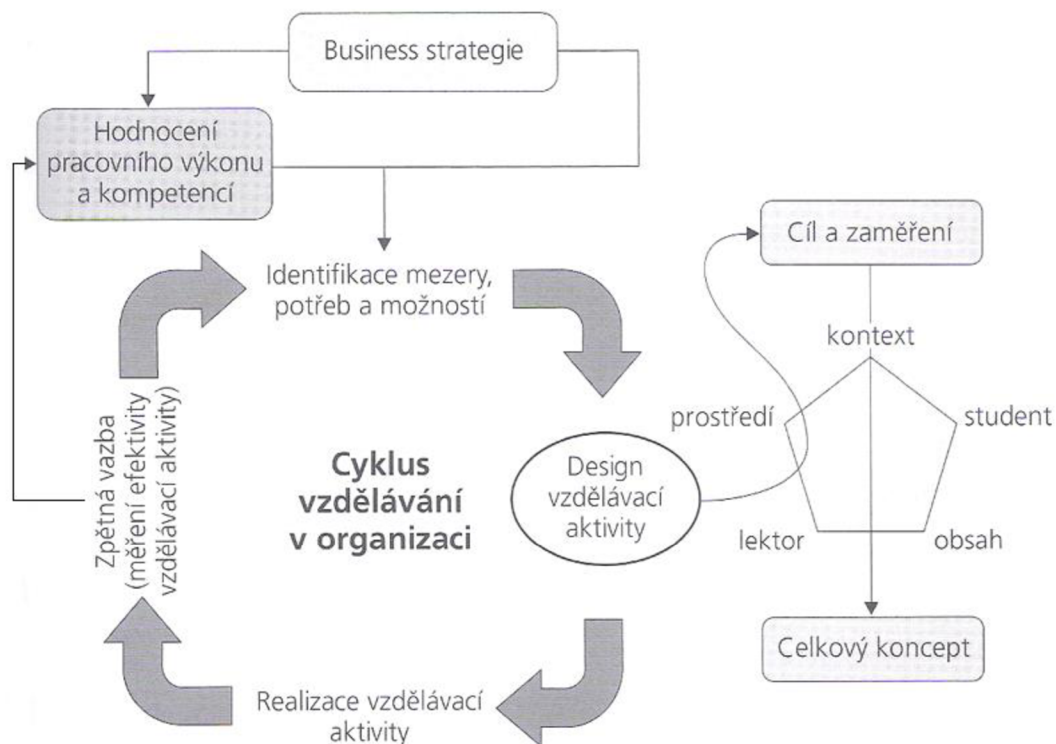 Business strategie
Hodnocení
pracovního výkonu
a kompetencí
Cíl a zaměření
Identifikace mezery,
potřeb a možností
kontext
prostředí
student
Zpětná vazba
(měření efektivity
vzdělávací aktivity)
Cyklus
vzdělávání
v organizaci
Design
vzdělávací
aktivity
lektor
obsah
Celkový koncept
Realizace vzdělávací
aktivity